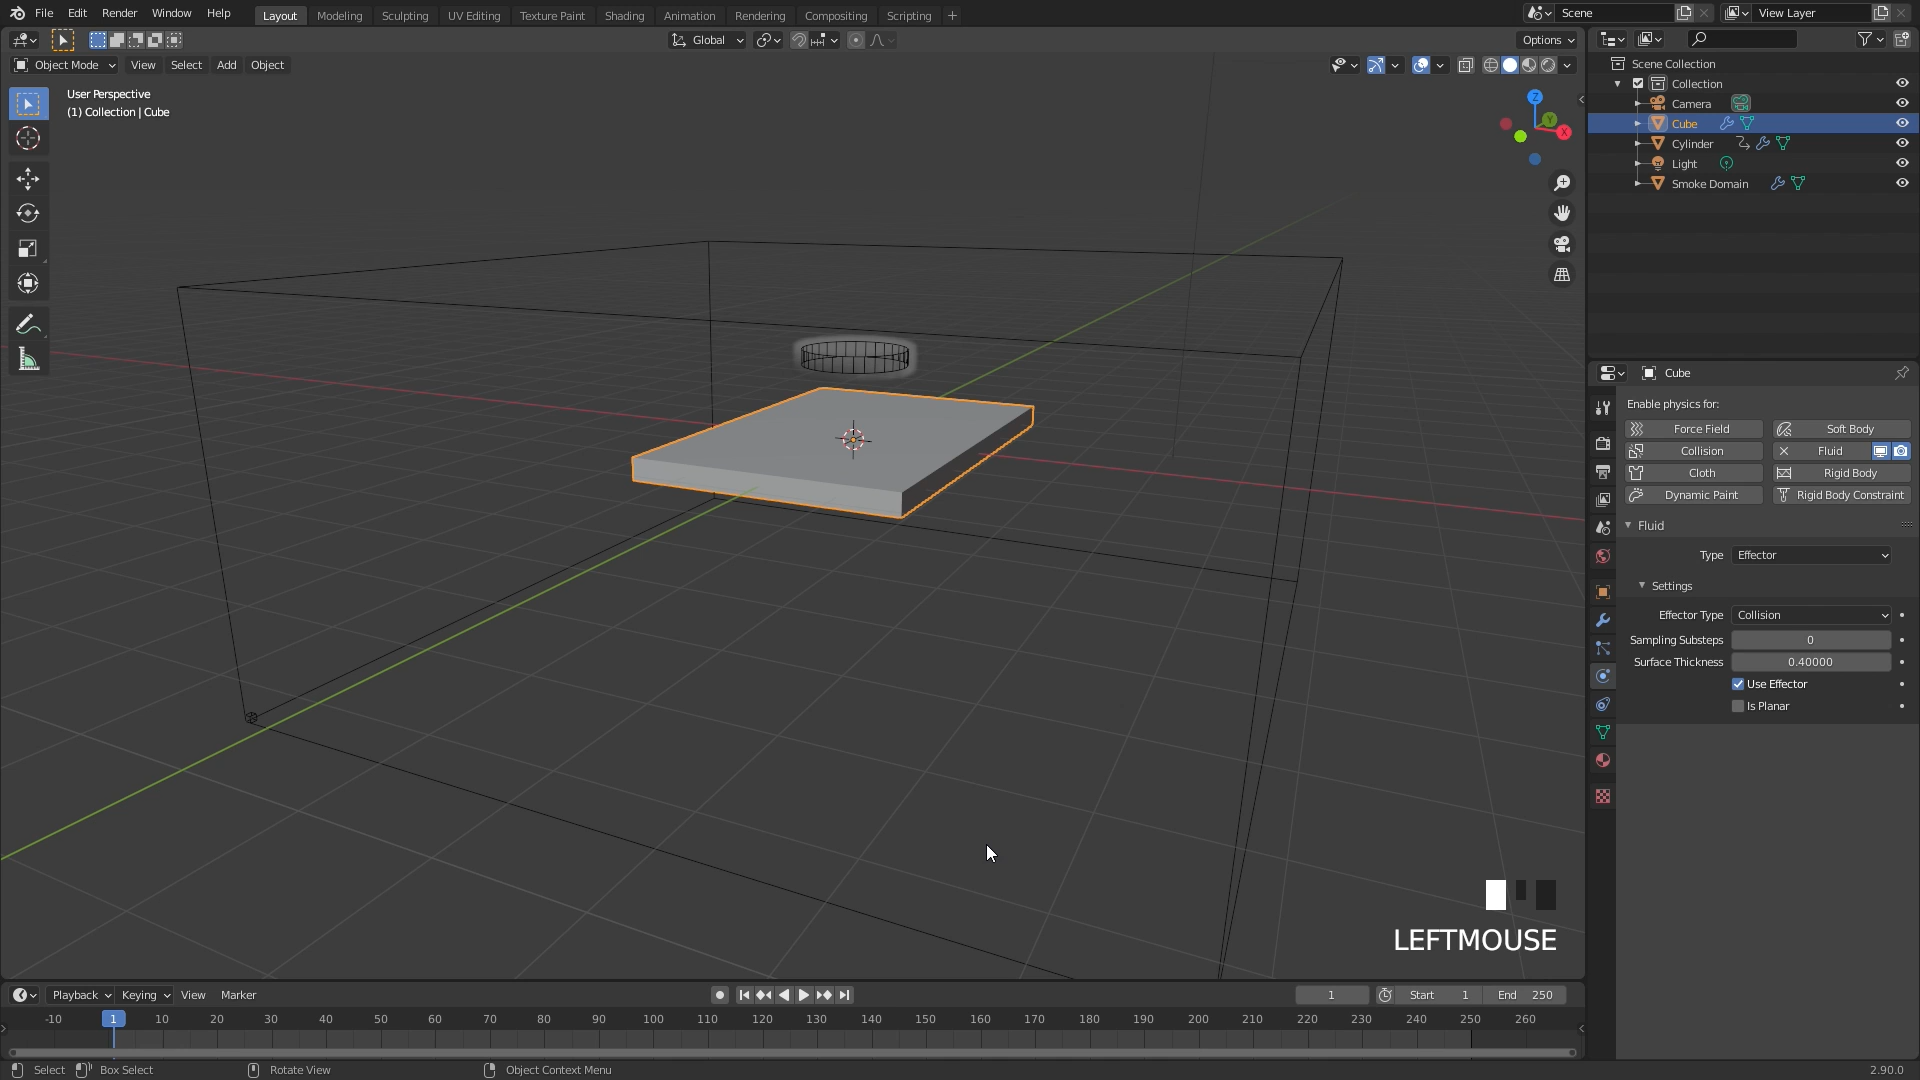 File Edit Render Window Help Layout Modeling Sculpting UV Editing Texture Paint Shading Animation Rendering Compositing Scripting + Scene View Layer
Global Options
Object Mode View Select Add Object
User Perspective
(1) Collection | Cube
Z
Y
X
Scene Collection
Collection
Camera
Cube
Cylinder
Light
Smoke Domain
Cube
Enable physics for:
Force Field Soft Body
Collision Fluid
Cloth Rigid Body
Dynamic Paint Rigid Body Constraint
Fluid
Type Effector
Settings
Effector Type Collision
Sampling Substeps 0
Surface Thickness 0.40000
Use Effector
Is Planar
LEFTMOUSE
Playback Keying View Marker 1 Start 1 End 250
-10 1 10 20 30 40 50 60 70 80 90 100 110 120 130 140 150 160 170 180 190 200 210 220 230 240 250 260
Select Box Select Rotate View Object Context Menu 2.90.0